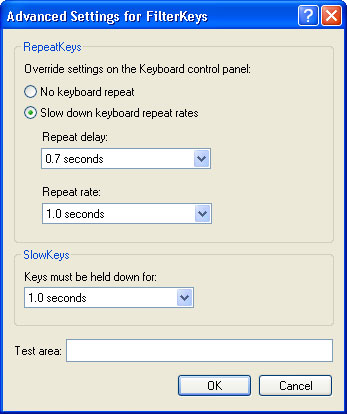 Advanced Settings for FilterKeys
RepeatKeys
Override settings on the Keyboard control panel:
No keyboard repeat
Slow down keyboard repeat rates
Repeat delay:
0.7 seconds
Repeat rate:
1.0 seconds
SlowKeys
Keys must be held down for:
1.0 seconds
Test area:
OK Cancel